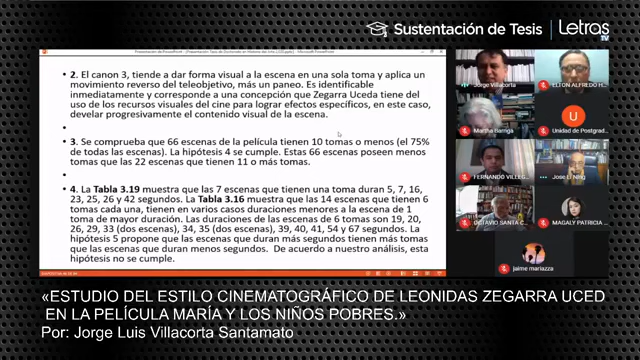 Sustentación de Tesis
Letras
TV
2. El canon 3, tiende a dar forma visual a la escena en una sola toma y aplica un
movimiento reverso del teleobjetivo, más un paneo. Es identificable
inmediatamente y corresponde a una concepción que Zegarra Uceda tiene del
uso de los recursos visuales del cine para lograr efectos específicos, en este caso,
develar progresivamente el contenido visual de la escena.
3. Se comprueba que 66 escenas de la película tienen 10 tomas o menos (el 75%
de todas las escenas). La hipótesis 4 se cumple. Estas 66 escenas poseen menos
tomas que las 22 escenas que tienen 11 o más tomas.
4. La Tabla 3.19 muestra que las 7 escenas que tienen una toma duran 5, 7, 16,
23, 25, 26 y 42 segundos. La Tabla 3.16 muestra que las 14 escenas que tienen 6
tomas cada una, tienen en varios casos duraciones menores a la escena de 1
toma de mayor duración. Las duraciones de las escenas de 6 tomas son 19, 20,
26, 29, 33 (dos escenas), 34, 35 (dos escenas), 39, 40, 41, 54 y 67 segundos. La
hipótesis 5 propone que las escenas que duran más segundos tienen más tomas
que las escenas que duran menos segundos. De acuerdo a nuestro análisis, esta
hipótesis no se cumple.
Jorge Villacorta
ELTON ALFREDO H...
Martha Barriga
U
Unidad de Postgrad...
FERNANDO VILLEG...
Jose Li Ning
OCTAVIO SANTA C...
MAGALY PATRICIA
jaime mariazza
«ESTUDIO DEL ESTILO CINEMATOGRÁFICO DE LEONIDAS ZEGARRA UCED
EN LA PELÍCULA MARÍA Y LOS NIÑOS POBRES.»
Por: Jorge Luis Villacorta Santamato